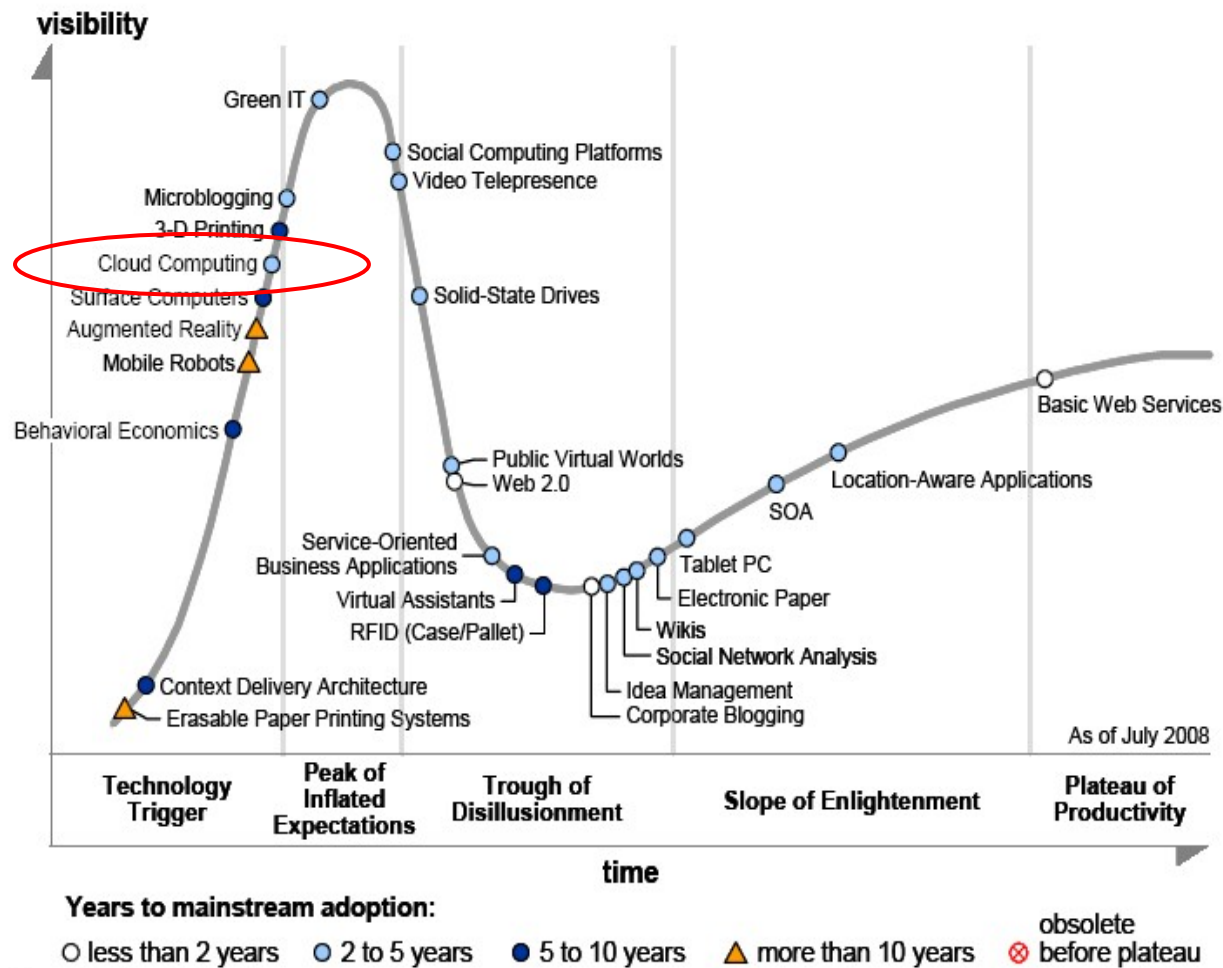 visibility
Green IT
Social Computing Platforms
Video Telepresence
Microblogging
3-D Printing
Cloud Computing
Surface Computers
Solid-State Drives
Augmented Reality
Mobile Robots
Basic Web Services
Behavioral Economics
Public Virtual Worlds
Web 2.0
Location-Aware Applications
SOA
Service-Oriented
Business Applications
Tablet PC
Virtual Assistants
Electronic Paper
RFID (Case/Pallet)
Wikis
Social Network Analysis
Context Delivery Architecture
Idea Management
Erasable Paper Printing Systems
Corporate Blogging
As of July 2008
Technology
Trigger
Peak of
Inflated
Expectations
Trough of
Disillusionment
Slope of Enlightenment
Plateau of
Productivity
time
Years to mainstream adoption:
less than 2 years
2 to 5 years
5 to 10 years
more than 10 years
obsolete
before plateau